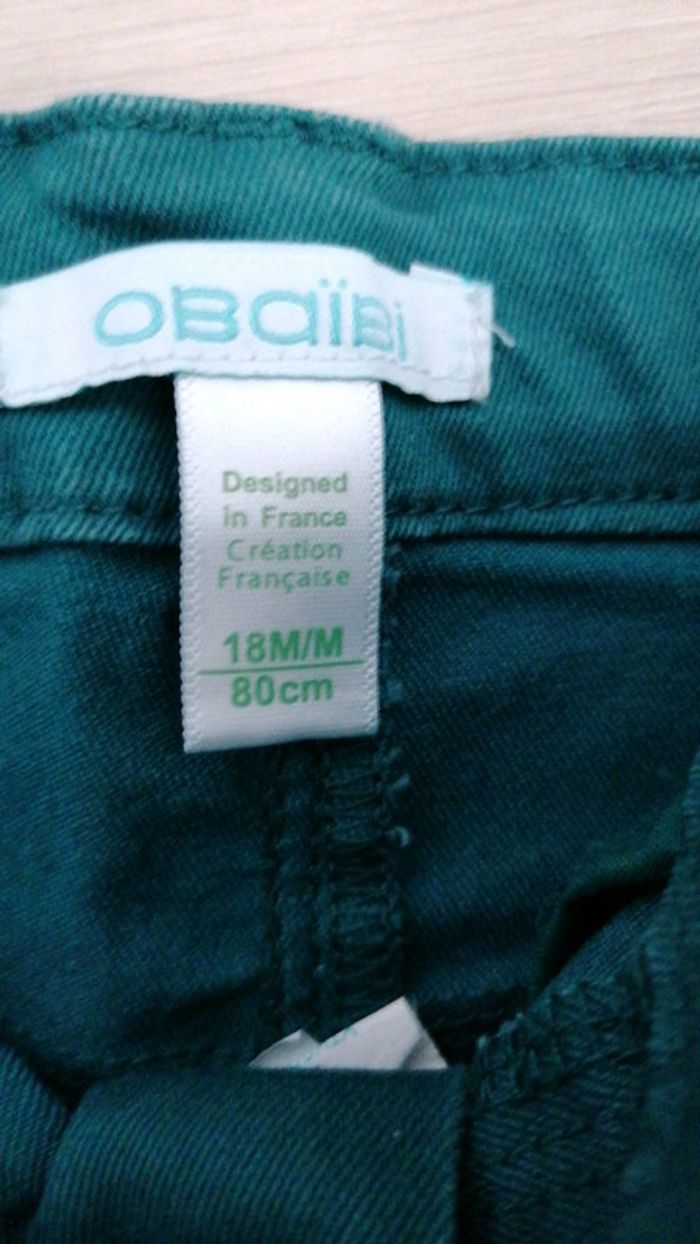 obaïbi
Designed
in France
Création
Française
18M/M
80cm